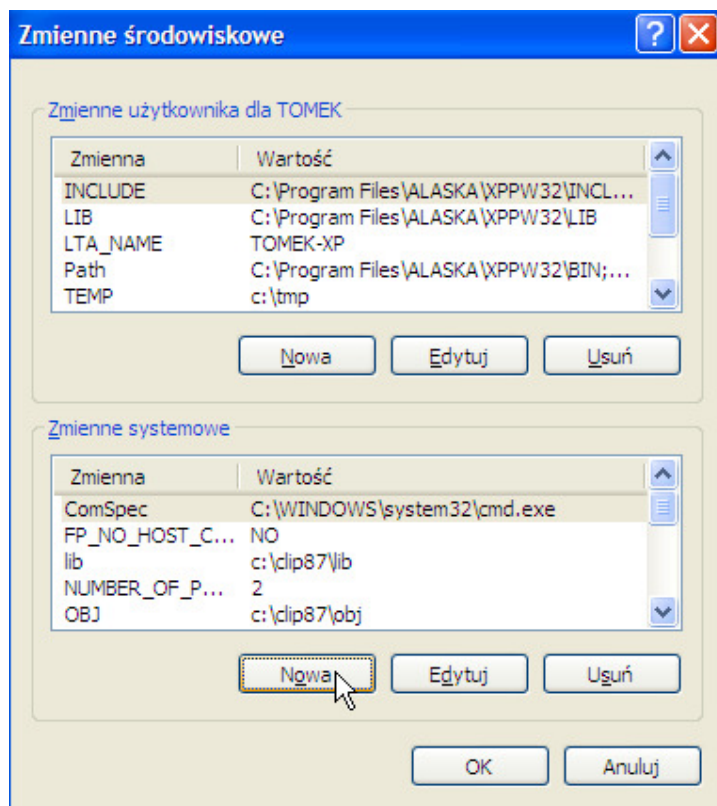 Zmienne środowiskowe
Zmienne użytkownika dla TOMEK
Zmienna Wartość
INCLUDE C:\Program Files\ALASKA\XPPW32\INCL...
LIB C:\Program Files\ALASKA\XPPW32\LIB
LTA_NAME TOMEK-XP
Path C:\Program Files\ALASKA\XPPW32\BIN;...
TEMP c:\tmp
Nowa Edytuj Usuń
Zmienne systemowe
Zmienna Wartość
ComSpec C:\WINDOWS\system32\cmd.exe
FP_NO_HOST_C... NO
lib c:\clip87\lib
NUMBER_OF_P... 2
OBJ c:\clip87\obj
Nowa Edytuj Usuń
OK Anuluj